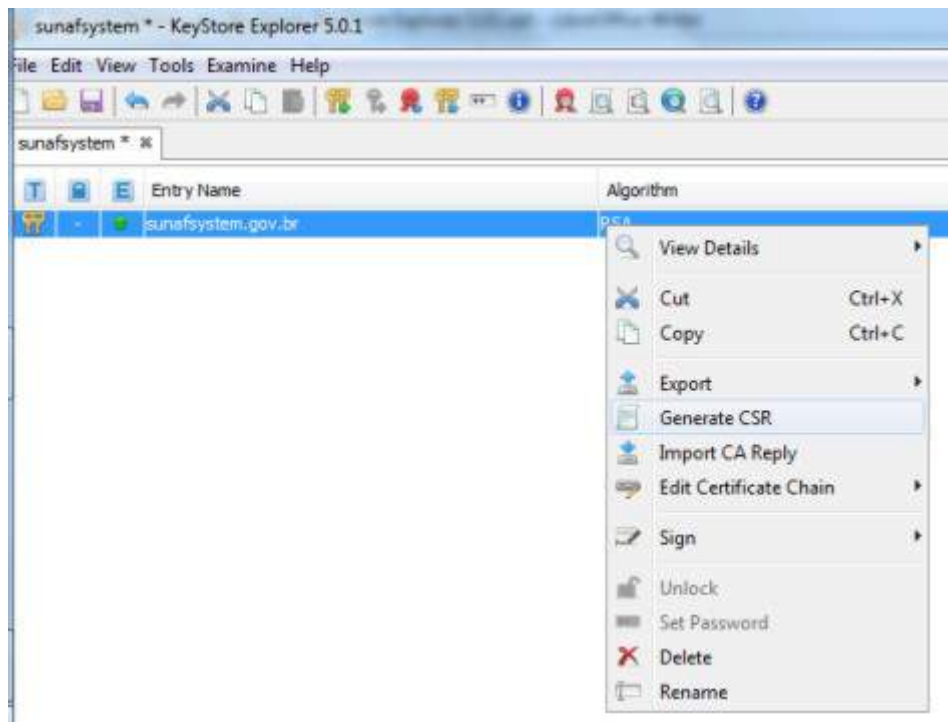 sunafsystem * - KeyStore Explorer 5.0.1
File Edit View Tools Examine Help
sunafsystem *
T E Entry Name Algorithm
sunafsystem.gov.br RSA
View Details
Cut Ctrl+X
Copy Ctrl+C
Export
Generate CSR
Import CA Reply
Edit Certificate Chain
Sign
Unlock
Set Password
Delete
Rename